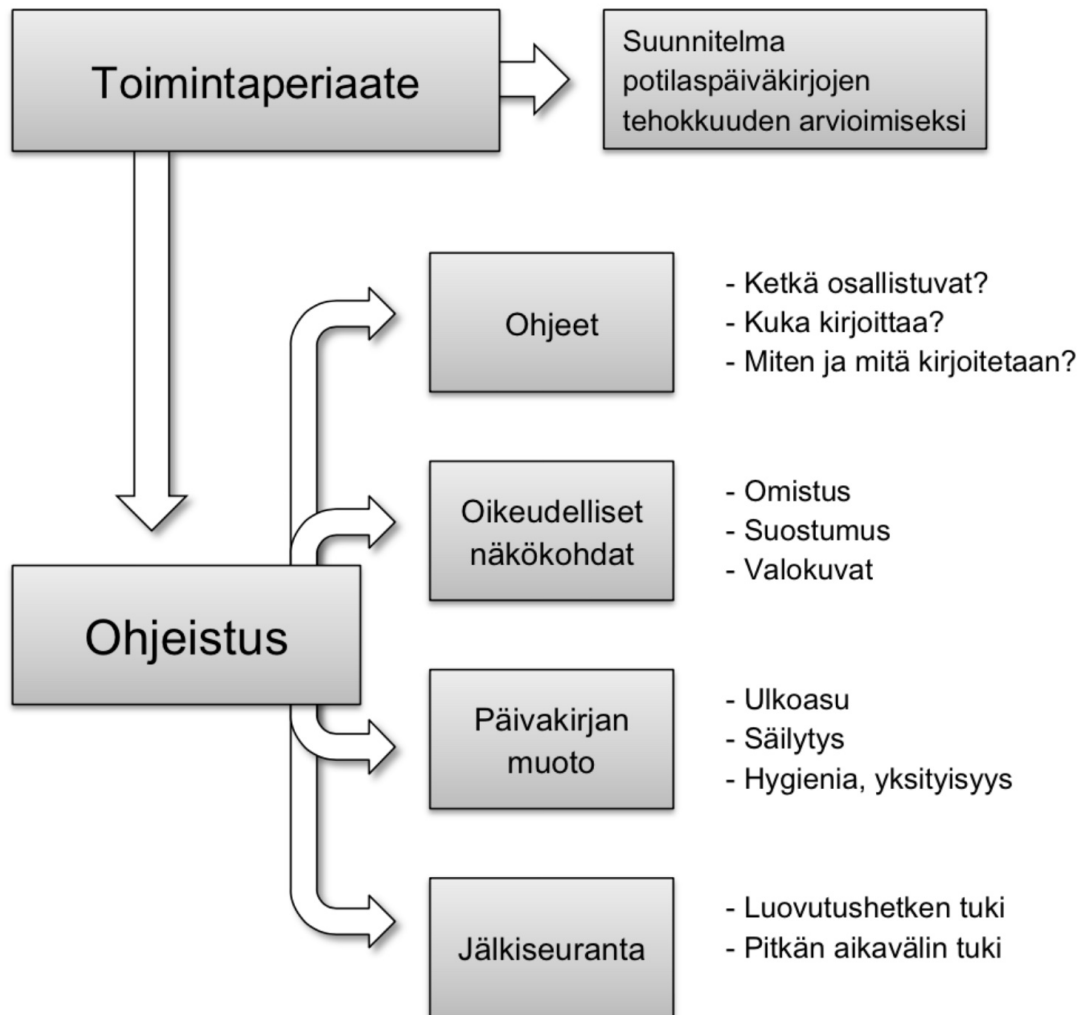 Toimintaperiaate
Suunnitelma
potilaspäiväkirjojen
tehokkuuden arvioimiseksi
Ohjeistus
Ohjeet
- Ketkä osallistuvat?
- Kuka kirjoittaa?
- Miten ja mitä kirjoitetaan?
Oikeudelliset
näkökohdat
- Omistus
- Suostumus
- Valokuvat
Päivakirjan
muoto
- Ulkoasu
- Säilytys
- Hygienia, yksityisyys
Jälkiseuranta
- Luovutushetken tuki
- Pitkän aikavälin tuki